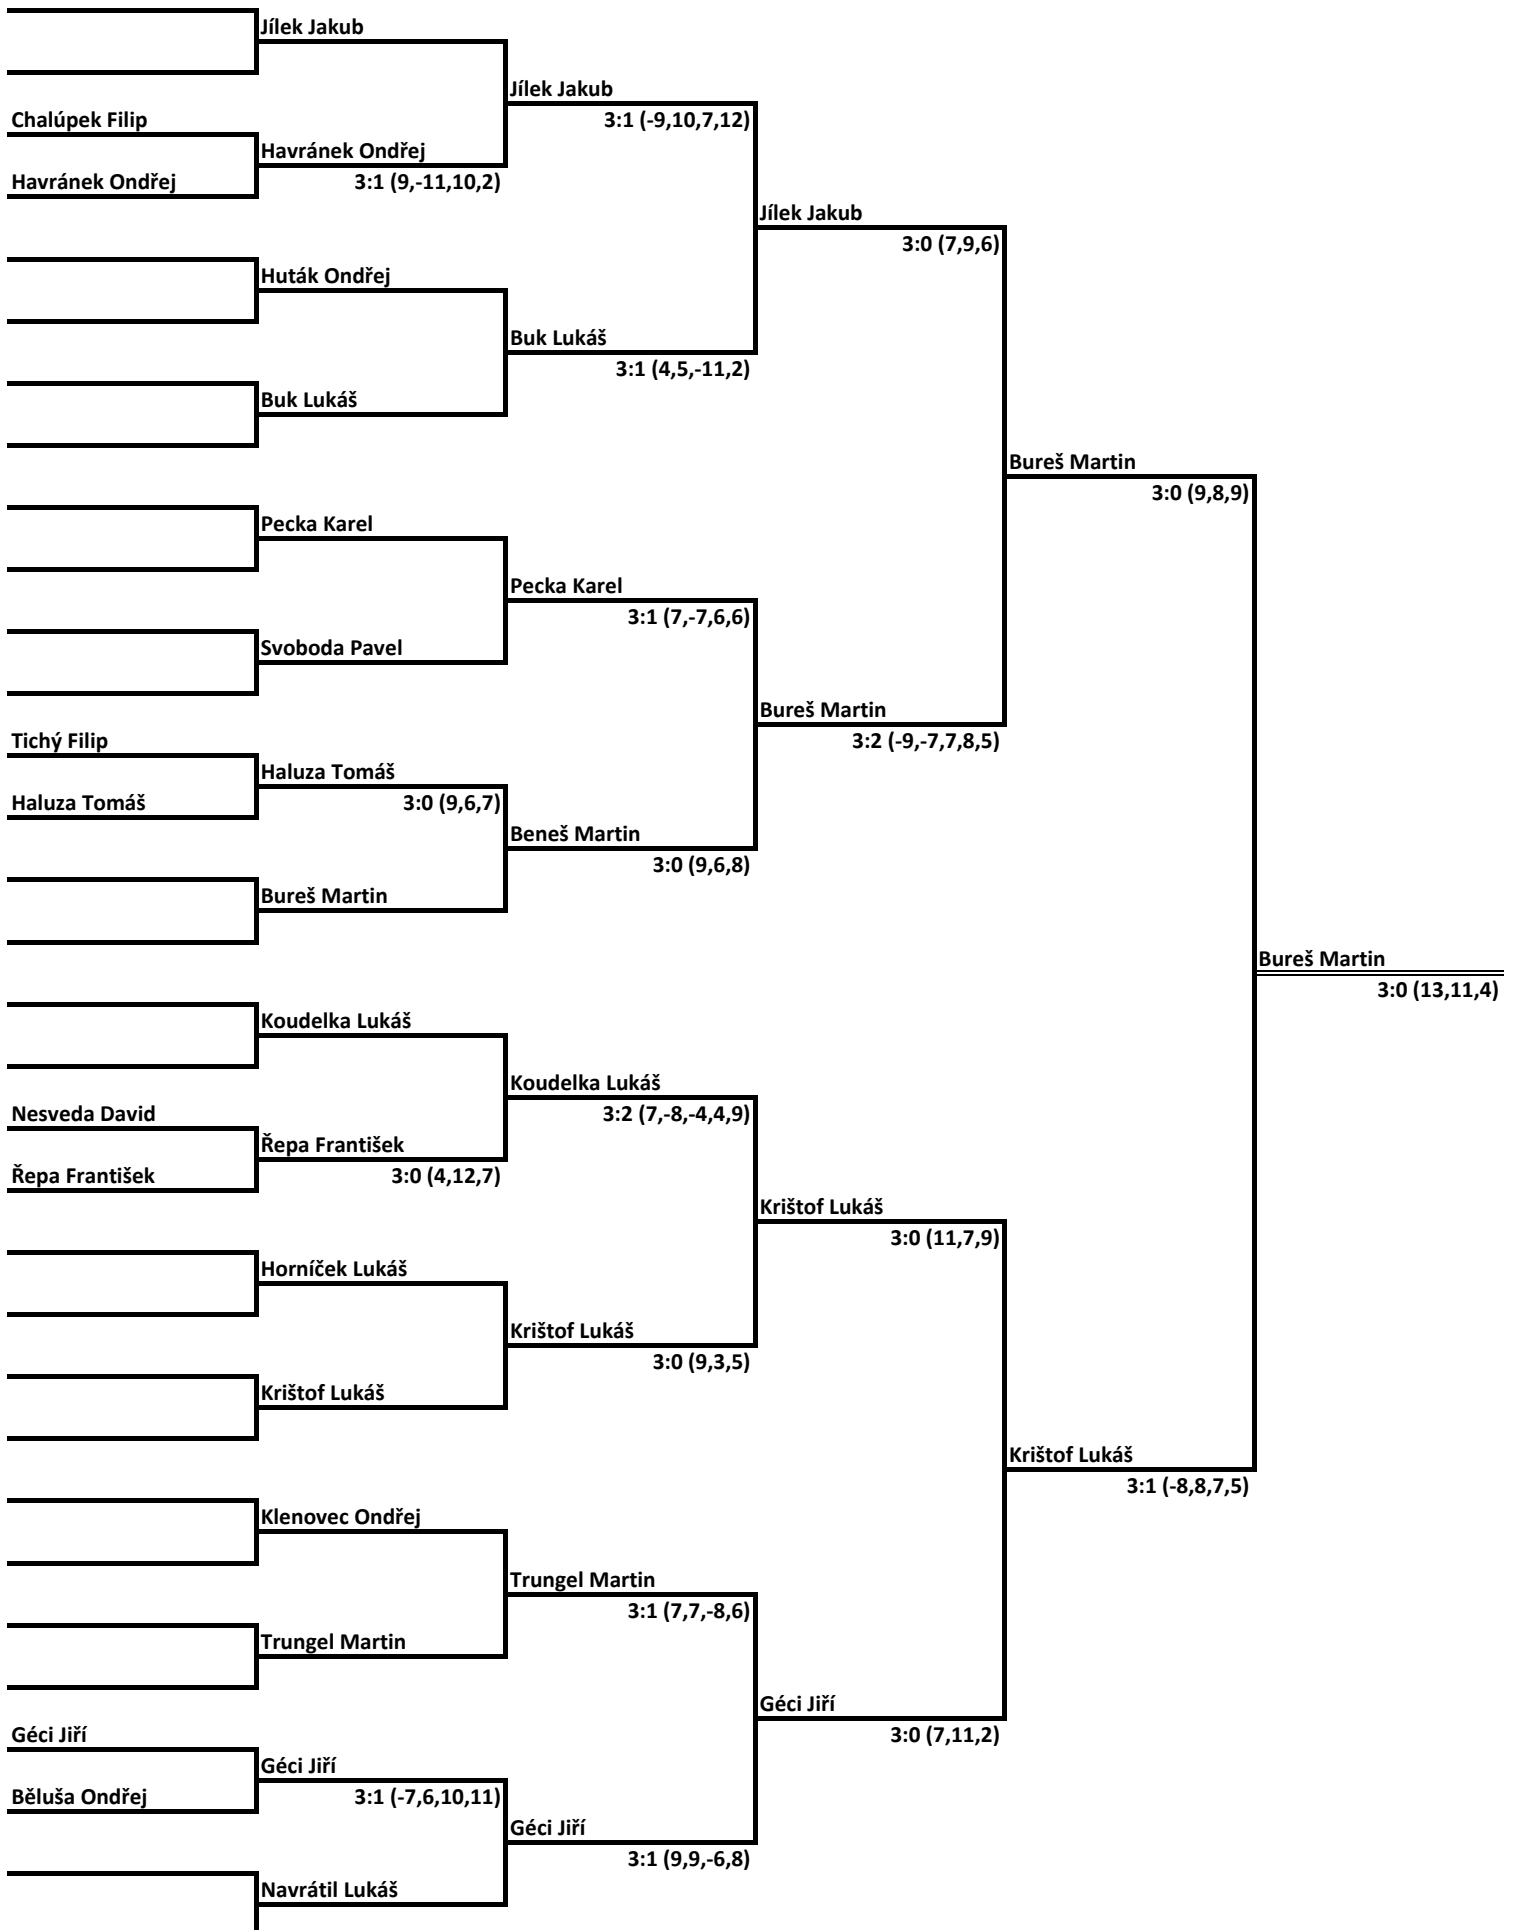 Jílek Jakub
Jílek Jakub
Chalúpek Filip
3:1 (-9,10,7,12)
Havránek Ondřej
Havránek Ondřej
3:1 (9,-11,10,2)
Jílek Jakub
3:0 (7,9,6)
Huták Ondřej
Buk Lukáš
3:1 (4,5,-11,2)
Buk Lukáš
Bureš Martin
3:0 (9,8,9)
Pecka Karel
Pecka Karel
3:1 (7,-7,6,6)
Svoboda Pavel
Bureš Martin
3:2 (-9,-7,7,8,5)
Tichý Filip
Haluza Tomáš
Haluza Tomáš
3:0 (9,6,7)
Beneš Martin
3:0 (9,6,8)
Bureš Martin
Bureš Martin
3:0 (13,11,4)
Koudelka Lukáš
Koudelka Lukáš
Nesveda David
3:2 (7,-8,-4,4,9)
Řepa František
Řepa František
3:0 (4,12,7)
Krištof Lukáš
3:0 (11,7,9)
Horníček Lukáš
Krištof Lukáš
3:0 (9,3,5)
Krištof Lukáš
Krištof Lukáš
3:1 (-8,8,7,5)
Klenovec Ondřej
Trungel Martin
3:1 (7,7,-8,6)
Trungel Martin
Géci Jiří
3:0 (7,11,2)
Géci Jiří
Géci Jiří
Běluša Ondřej
3:1 (-7,6,10,11)
Géci Jiří
3:1 (9,9,-6,8)
Navrátil Lukáš